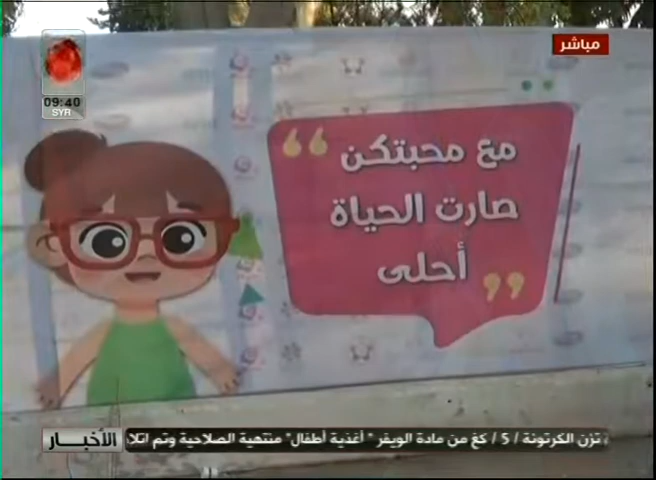 مباشر
09:40
SYR
مع محبتكن
صارت الحياة
أحلى
الأخبار
تزن الكرتونة / 5 / كغ من مادة الويفر " أغذية أطفال" منتهية الصلاحية وتم اتلا